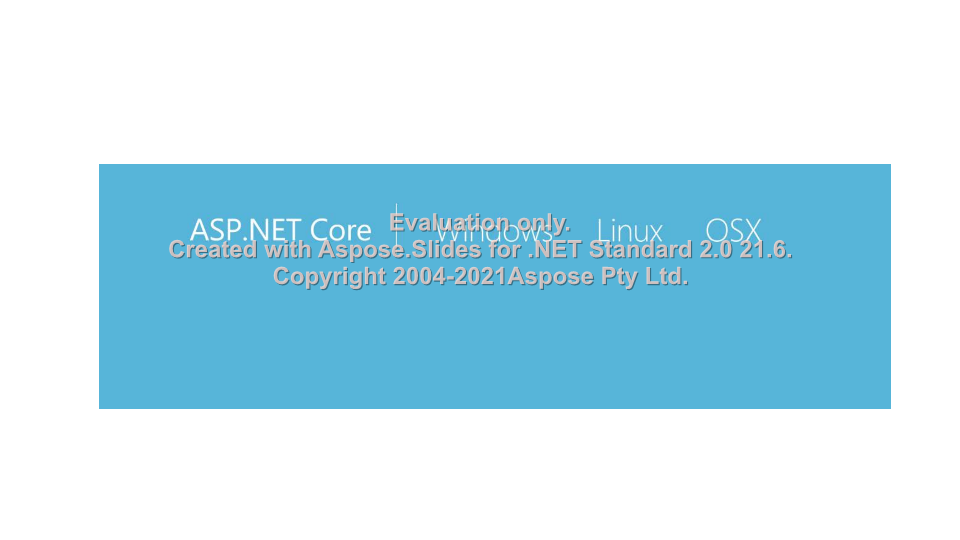 ASP.NET Core | Windows Linux OSX
Evaluation only.
Created with Aspose.Slides for .NET Standard 2.0 21.6.
Copyright 2004-2021Aspose Pty Ltd.